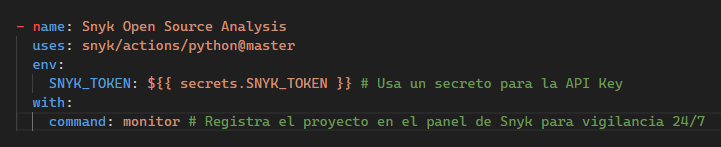 - name: Snyk Open Source Analysis
  uses: snyk/actions/python@master
  env:
    SNYK_TOKEN: ${{ secrets.SNYK_TOKEN }} # Usa un secreto para la API Key
  with:
    command: monitor # Registra el proyecto en el panel de Snyk para vigilancia 24/7